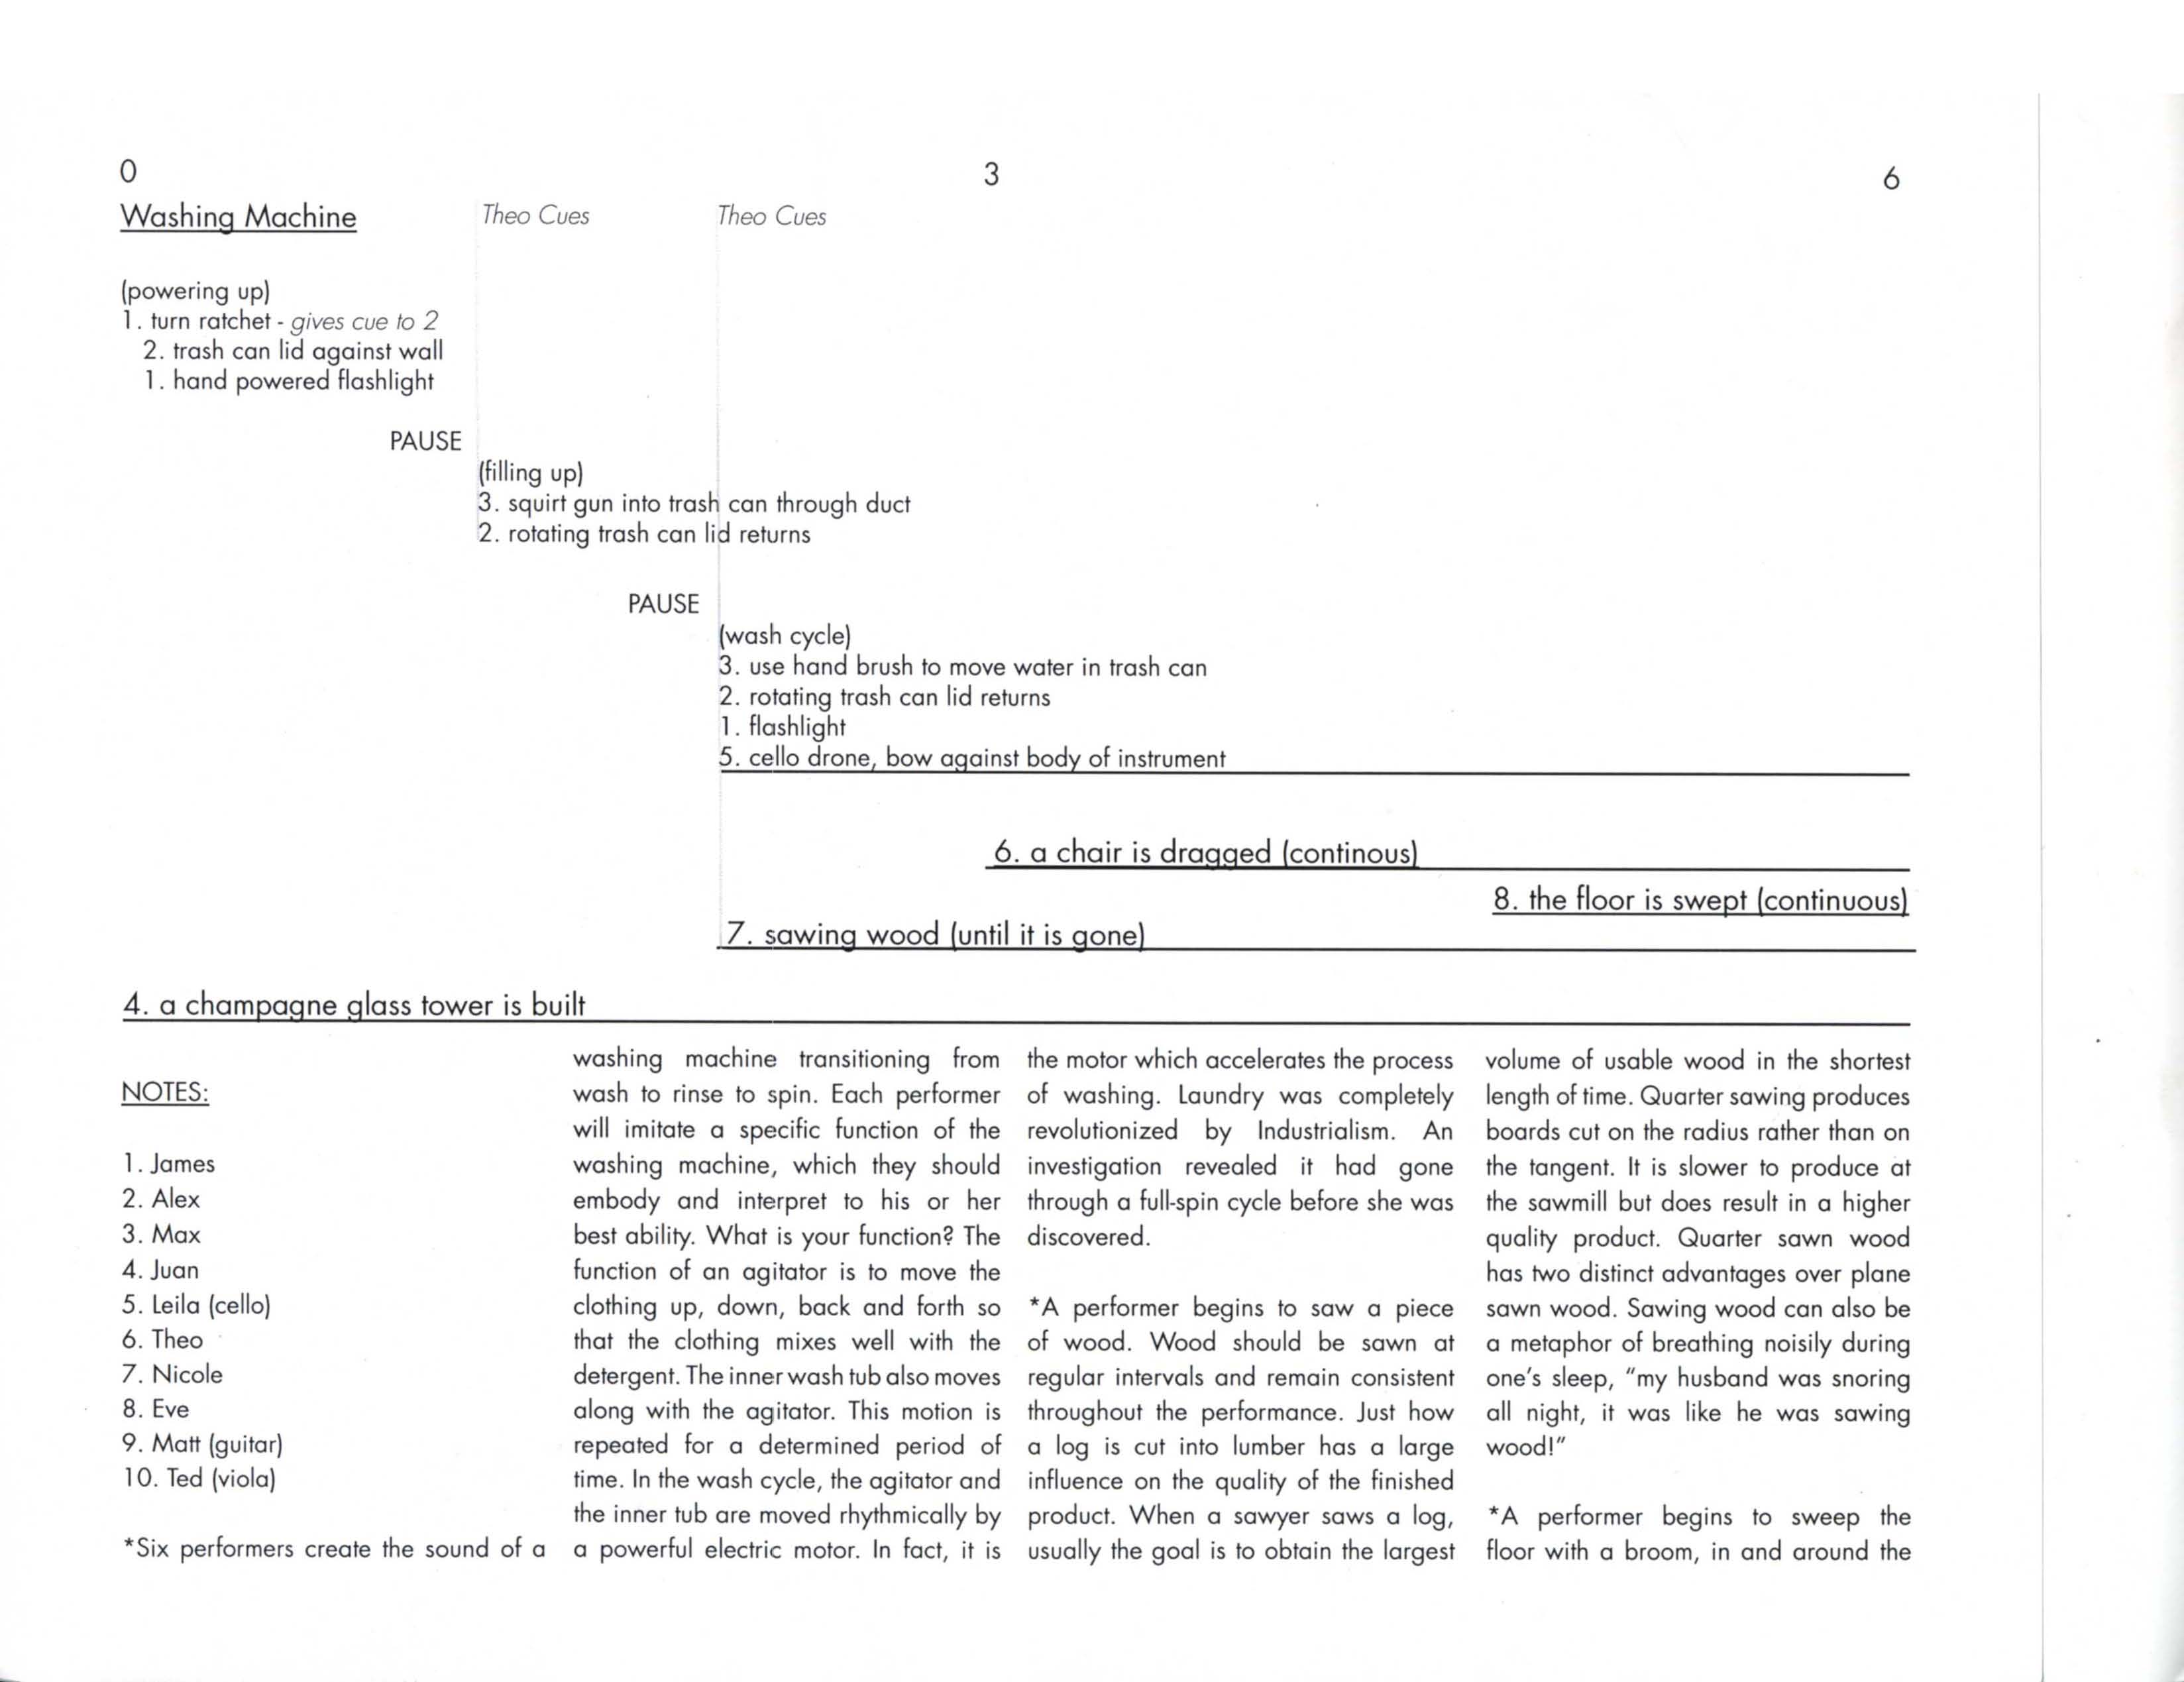 0
3
6
Washing Machine
Theo Cues
Theo Cues
(powering up)
1. turn ratchet - gives cue to 2
2. trash can lid against wall
1. hand powered flashlight
PAUSE
(filling up)
3. squirt gun into trash can through duct
2. rotating trash can lid returns
PAUSE
(wash cycle)
3. use hand brush to move water in trash can
2. rotating trash can lid returns
1. flashlight
5. cello drone, bow against body of instrument
6. a chair is dragged (continous)
8. the floor is swept (continuous)
7. sawing wood (until it is gone)
4. a champagne glass tower is built
NOTES:
1. James
2. Alex
3. Max
4. Juan
5. Leila (cello)
6. Theo
7. Nicole
8. Eve
9. Matt (guitar)
10. Ted (viola)
*Six performers create the sound of a
washing machine transitioning from
wash to rinse to spin. Each performer
will imitate a specific function of the
washing machine, which they should
embody and interpret to his or her
best ability. What is your function? The
function of an agitator is to move the
clothing up, down, back and forth so
that the clothing mixes well with the
detergent. The inner wash tub also moves
along with the agitator. This motion is
repeated for a determined period of
time. In the wash cycle, the agitator and
the inner tub are moved rhythmically by
a powerful electric motor. In fact, it is
the motor which accelerates the process
of washing. Laundry was completely
revolutionized by Industrialism. An
investigation revealed it had gone
through a full-spin cycle before she was
discovered.
*A performer begins to saw a piece
of wood. Wood should be sawn at
regular intervals and remain consistent
throughout the performance. Just how
a log is cut into lumber has a large
influence on the quality of the finished
product. When a sawyer saws a log,
usually the goal is to obtain the largest
volume of usable wood in the shortest
length of time. Quarter sawing produces
boards cut on the radius rather than on
the tangent. It is slower to produce at
the sawmill but does result in a higher
quality product. Quarter sawn wood
has two distinct advantages over plane
sawn wood. Sawing wood can also be
a metaphor of breathing noisily during
one's sleep, "my husband was snoring
all night, it was like he was sawing
wood!"
*A performer begins to sweep the
floor with a broom, in and around the